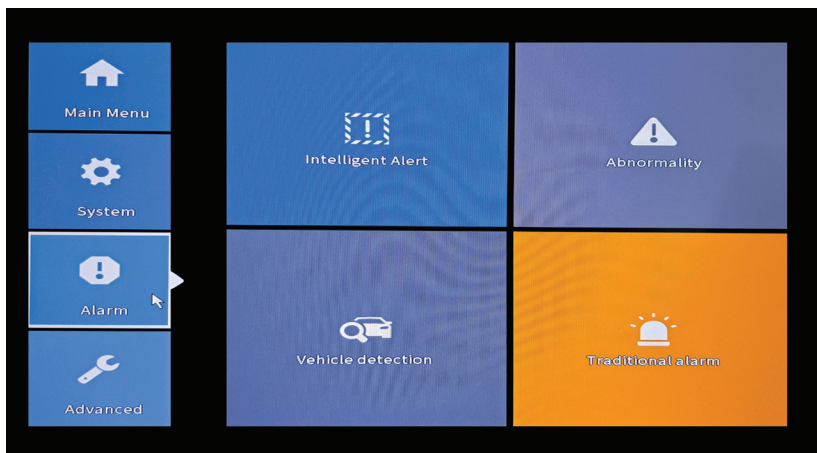 Main Menu
System
Alarm
Advanced
Intelligent Alert
Abnormality
Vehicle detection
Traditional alarm